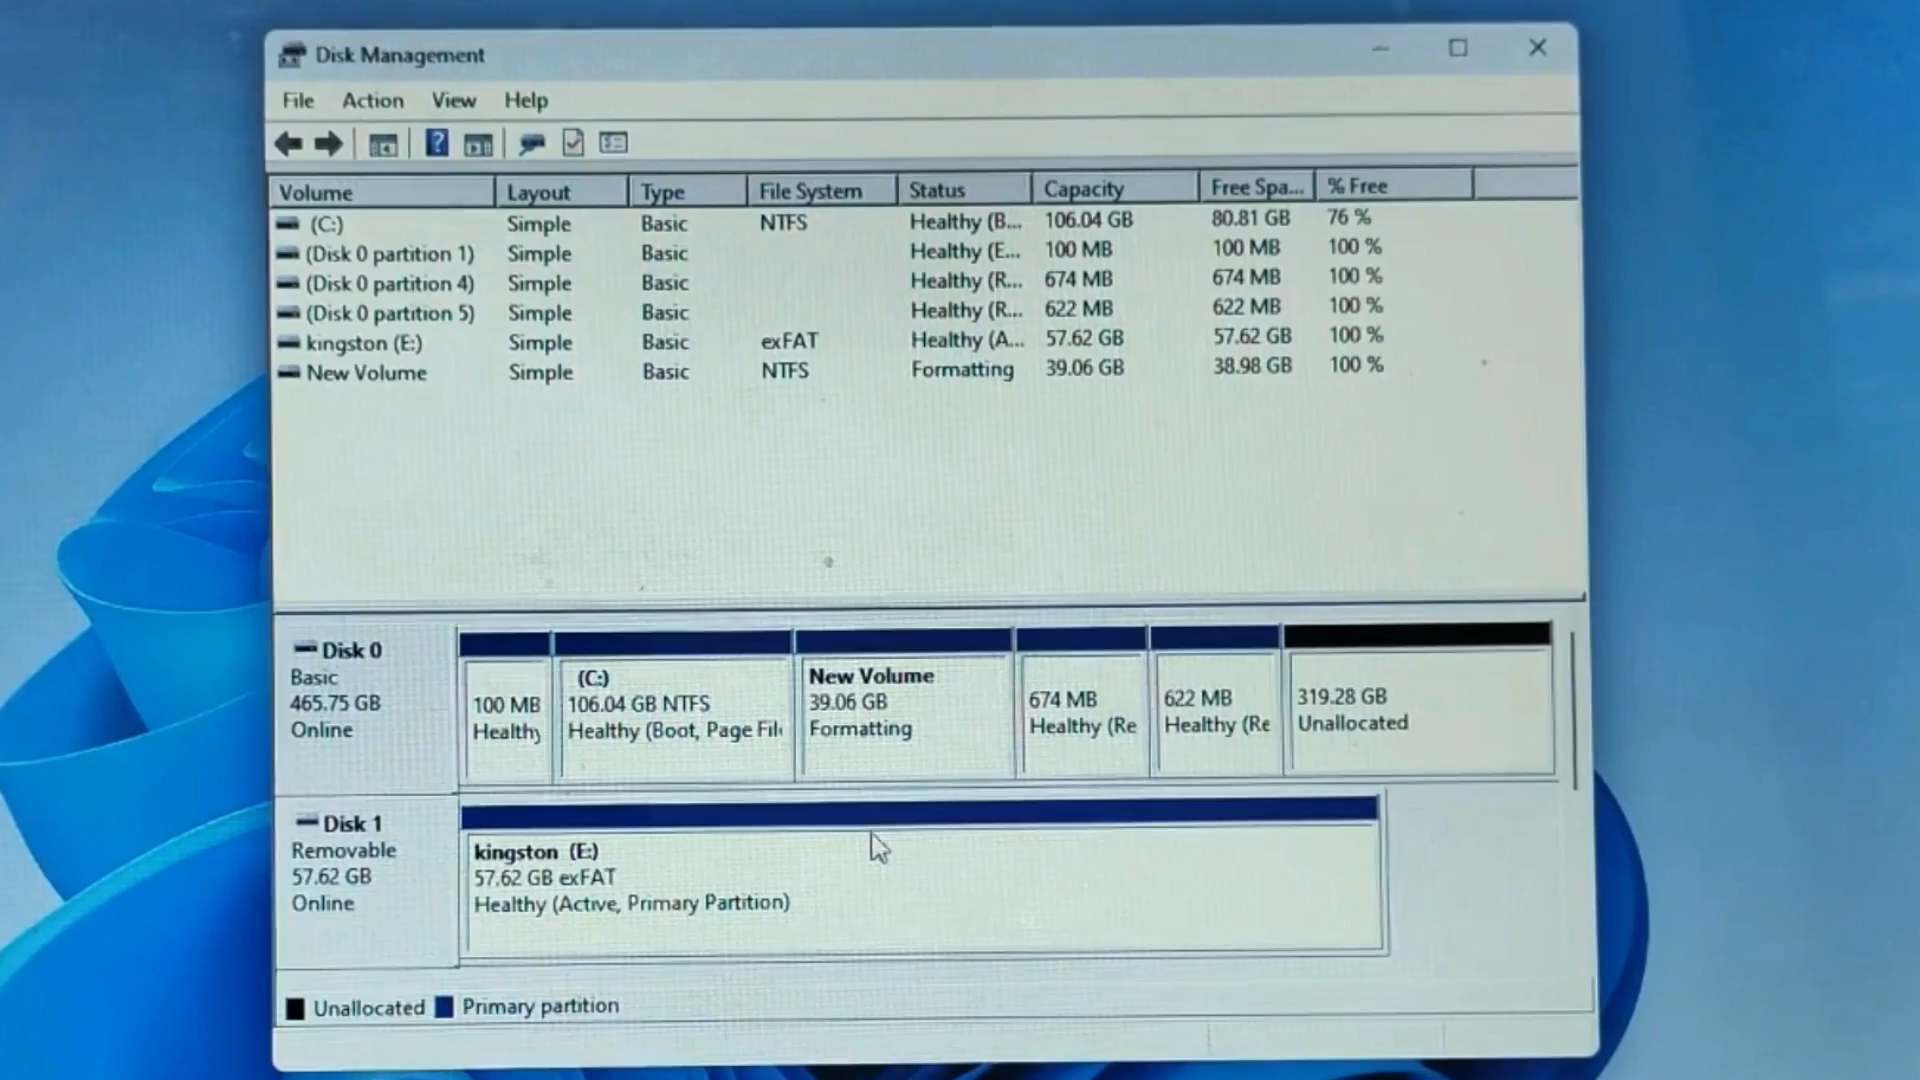 Disk Management
File Action View Help
Volume Layout Type File System Status Capacity Free Spa... % Free
(C:) Simple Basic NTFS Healthy (B... 106.04 GB 80.81 GB 76 %
(Disk 0 partition 1) Simple Basic Healthy (E... 100 MB 100 MB 100 %
(Disk 0 partition 4) Simple Basic Healthy (R... 674 MB 674 MB 100 %
(Disk 0 partition 5) Simple Basic Healthy (R... 622 MB 622 MB 100 %
kingston (E:) Simple Basic exFAT Healthy (A... 57.62 GB 57.62 GB 100 %
New Volume Simple Basic NTFS Formatting 39.06 GB 38.98 GB 100 %
Disk 0
Basic
465.75 GB
Online
100 MB
Healthy
(C:)
106.04 GB NTFS
Healthy (Boot, Page File
New Volume
39.06 GB
Formatting
674 MB
Healthy (Re
622 MB
Healthy (Re
319.28 GB
Unallocated
Disk 1
Removable
57.62 GB
Online
kingston (E:)
57.62 GB exFAT
Healthy (Active, Primary Partition)
Unallocated Primary partition